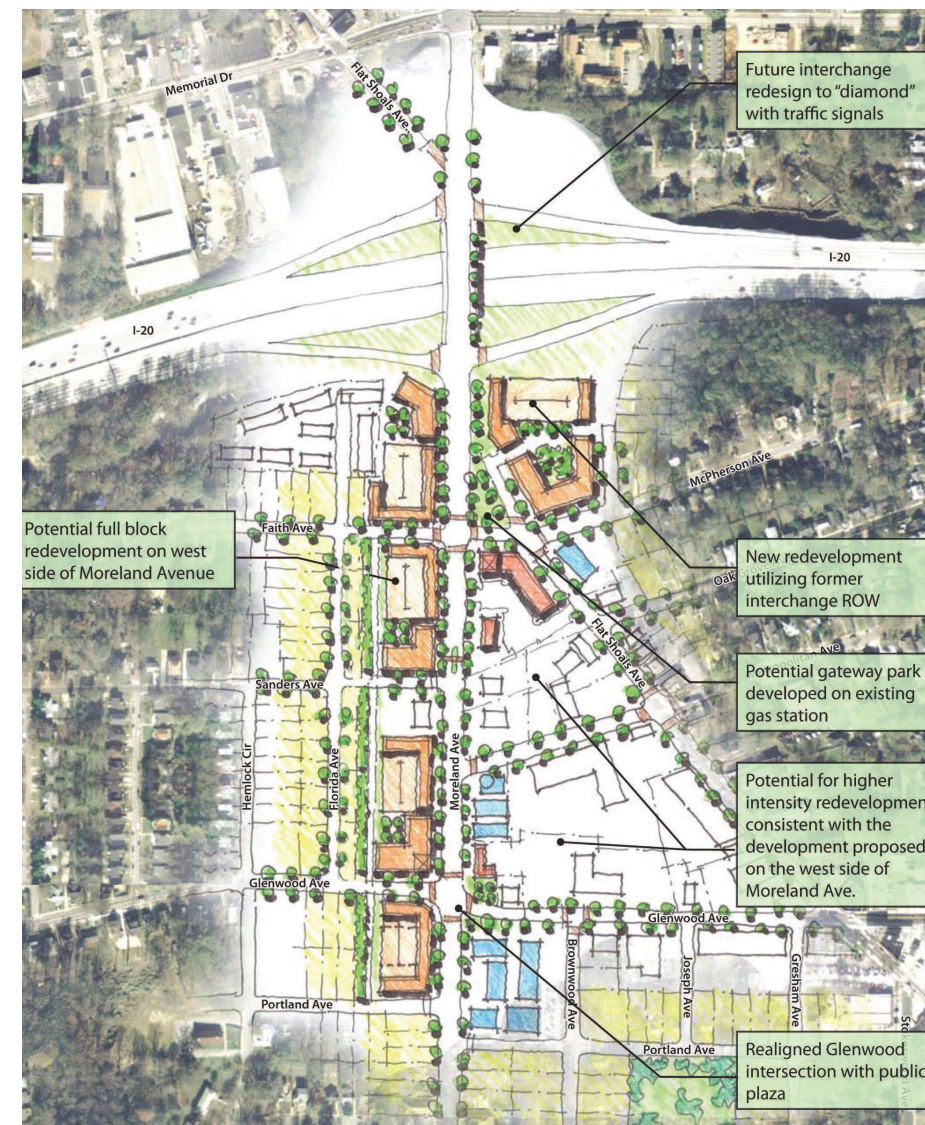 Future interchange
redesign to “diamond”
with traffic signals
Memorial Dr
Flat Shoals Ave.
I-20
I-20
McPherson Ave
Faith Ave
Potential full block
redevelopment on west
side of Moreland Avenue
New redevelopment
utilizing former
interchange ROW
Oak
Flat Shoals Ave
Ave
Potential gateway park
developed on existing
gas station
Sanders Ave
Hemlock Cir
Florida Ave
Moreland Ave
Potential for higher
intensity redevelopmen
consistent with the
development proposed
on the west side of
Moreland Ave.
Glenwood Ave
Glenwood Ave
Brownwood Ave
Joseph Ave
Gresham Ave
Portland Ave
Portland Ave
Realigned Glenwood
intersection with public
plaza